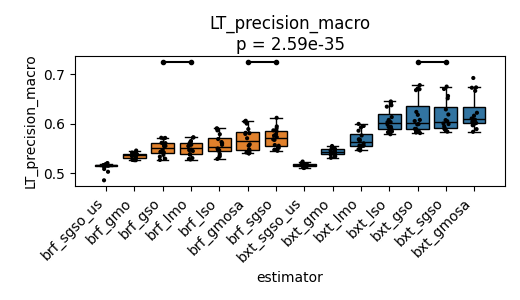 LT_precision_macro
p = 2.59e-35
LT_precision_macro
0.7
0.6
0.5
brf_sgso_us
brf_gmo
brf_gso
brf_lmo
brf_lso
brf_gmosa
brf_sgso
bxt_sgso_us
bxt_gmo
bxt_lmo
bxt_lso
bxt_gso
bxt_sgso
bxt_gmosa
estimator